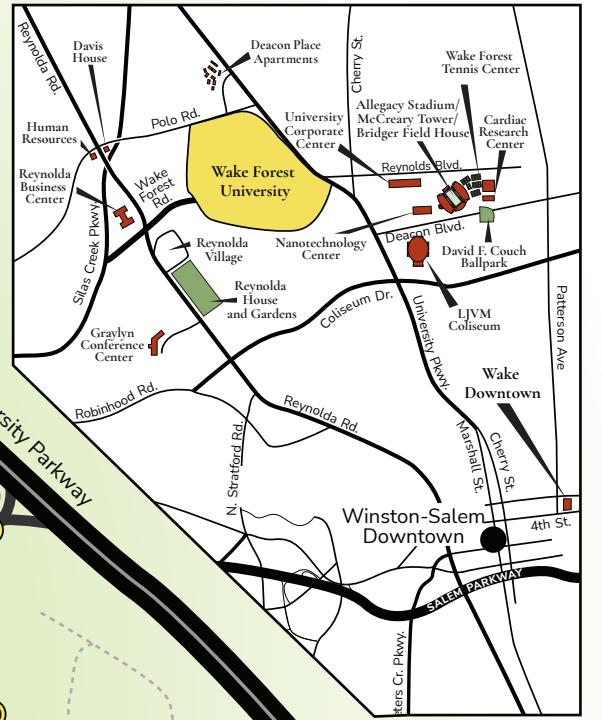 Reynolda Rd.
Davis
House
Deacon Place
Apartments
Cherry St.
Wake Forest
Tennis Center
Polo Rd.
Human
Resources
University
Corporate
Center
Allegacy Stadium/
McCreary Tower/
Bridger Field House
Cardiac
Research
Center
Reynolda
Business
Center
Wake
Forest
Rd.
Wake Forest
University
Reynolds Blvd.
Silas Creek Pkwy.
Reynolda
Village
Nanotechnology
Center
Deacon Blvd.
David F. Couch
Ballpark
Reynolda
House
and Gardens
Coliseum Dr.
University Pkwy.
LJVM
Coliseum
Patterson Ave
Graylyn
Conference
Center
Wake
Downtown
Robinhood Rd.
Reynolda Rd.
N. Stratford Rd.
Marshall St.
Cherry St.
rsity Parkway
Winston-Salem
Downtown
4th St.
SALEM PARKWAY
ters Cr. Pkwy.